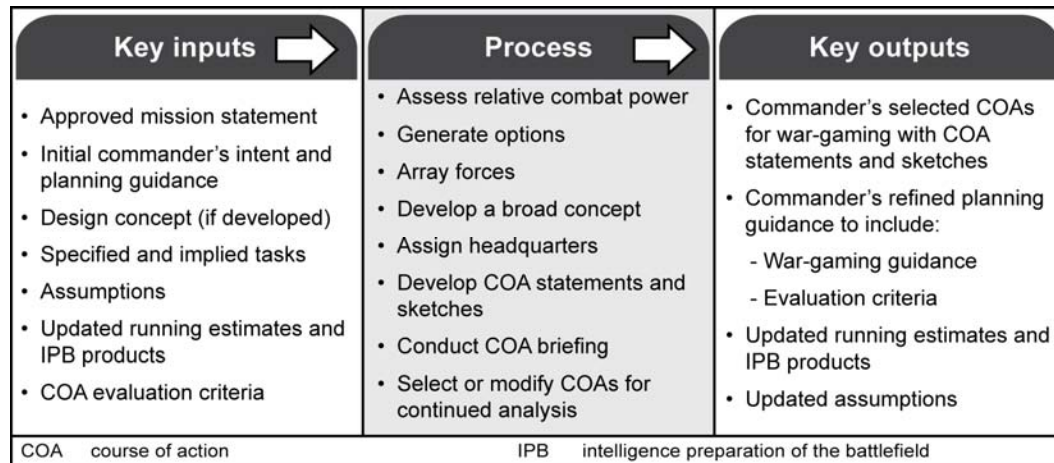 Key inputs
• Approved mission statement
• Initial commander's intent and
planning guidance
• Design concept (if developed)
• Specified and implied tasks
• Assumptions
• Updated running estimates and
IPB products
• COA evaluation criteria
Process
• Assess relative combat power
• Generate options
• Array forces
• Develop a broad concept
• Assign headquarters
• Develop COA statements and
sketches
• Conduct COA briefing
• Select or modify COAs for
continued analysis
Key outputs
• Commander's selected COAs
for war-gaming with COA
statements and sketches
• Commander's refined planning
guidance to include:
- War-gaming guidance
- Evaluation criteria
• Updated running estimates and
IPB products
• Updated assumptions
COA course of action IPB intelligence preparation of the battlefield